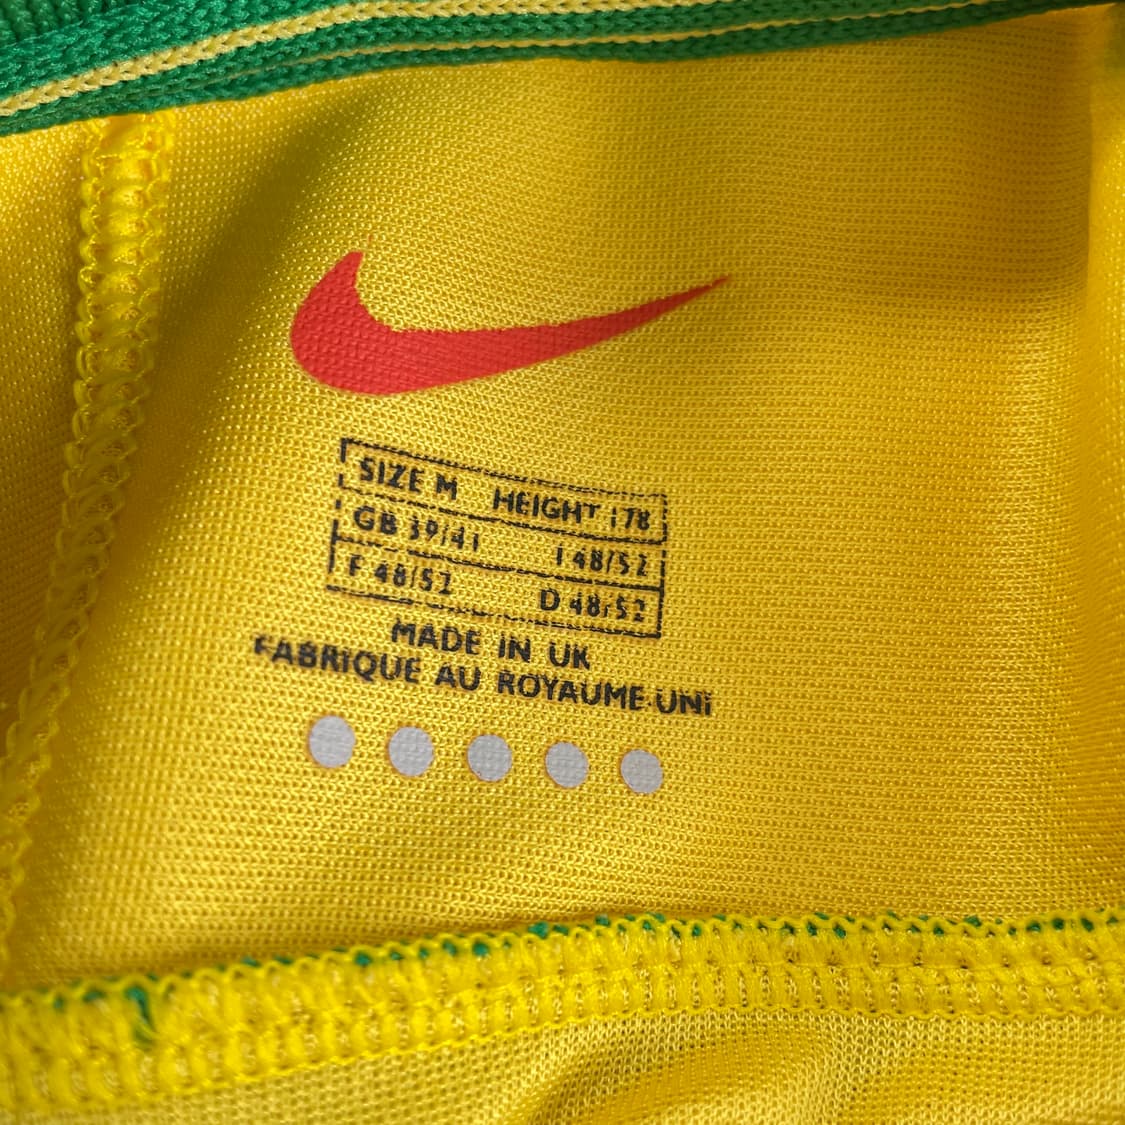 SIZE M HEIGHT 178
GB 39/41 I 48/52
F 48/52 D 48/52
MADE IN UK
FABRIQUE AU ROYAUME-UNI